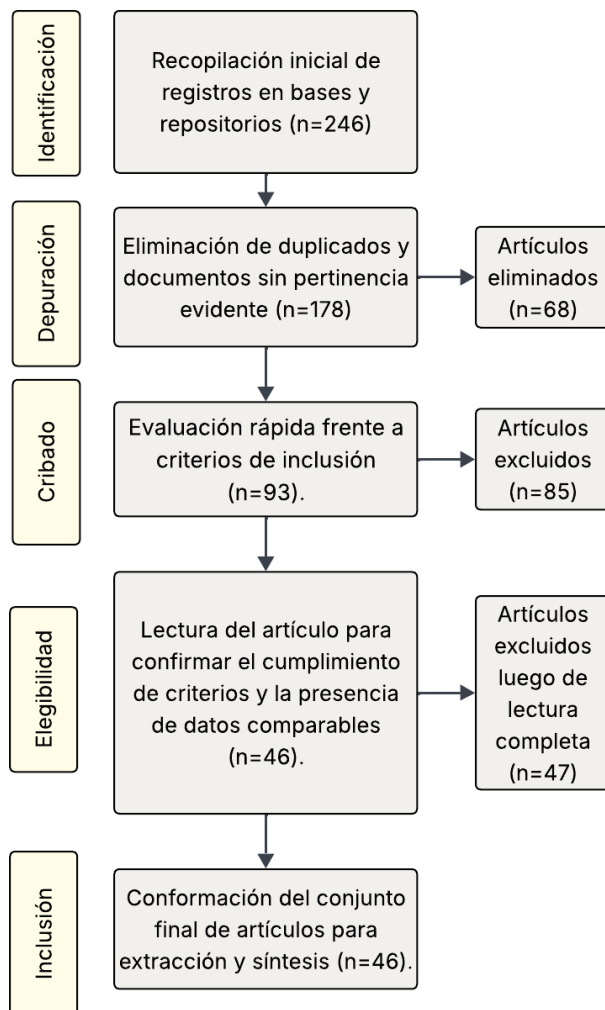 Identificación
Recopilación inicial de
registros en bases y
repositorios (n=246)
Depuración
Eliminación de duplicados y
documentos sin pertinencia
evidente (n=178)
Artículos
eliminados
(n=68)
Cribado
Evaluación rápida frente a
criterios de inclusión
(n=93).
Artículos
excluidos
(n=85)
Elegibilidad
Lectura del artículo para
confirmar el cumplimiento
de criterios y la presencia
de datos comparables
(n=46).
Artículos
excluidos
luego de
lectura
completa
(n=47)
Inclusión
Conformación del conjunto
final de artículos para
extracción y síntesis (n=46).